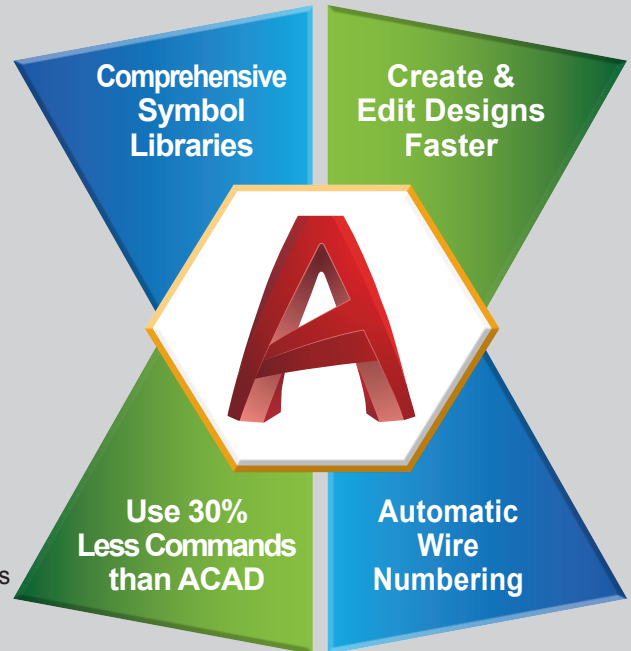 Comprehensive
Symbol
Libraries
Create &
Edit Designs
Faster
Use 30%
Less Commands
than ACAD
Automatic
Wire
Numbering